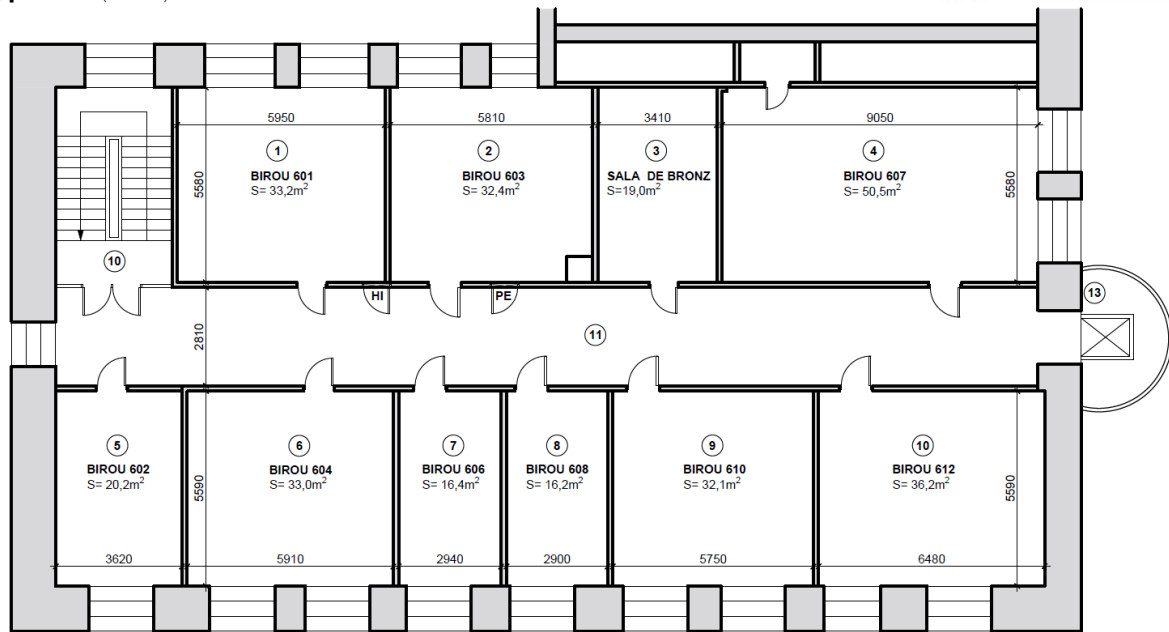 5950
5810
3410
9050
1
2
3
4
BIROU 601
S= 33,2m²
BIROU 603
S= 32,4m²
SALA DE BRONZ
S=19,0m²
BIROU 607
S= 50,5m²
5580
5580
10
HI
PE
13
2810
11
5
6
7
8
9
10
BIROU 602
S= 20,2m²
BIROU 604
S= 33,0m²
BIROU 606
S= 16,4m²
BIROU 608
S= 16,2m²
BIROU 610
S= 32,1m²
BIROU 612
S= 36,2m²
5590
5590
3620
5910
2940
2900
5750
6480